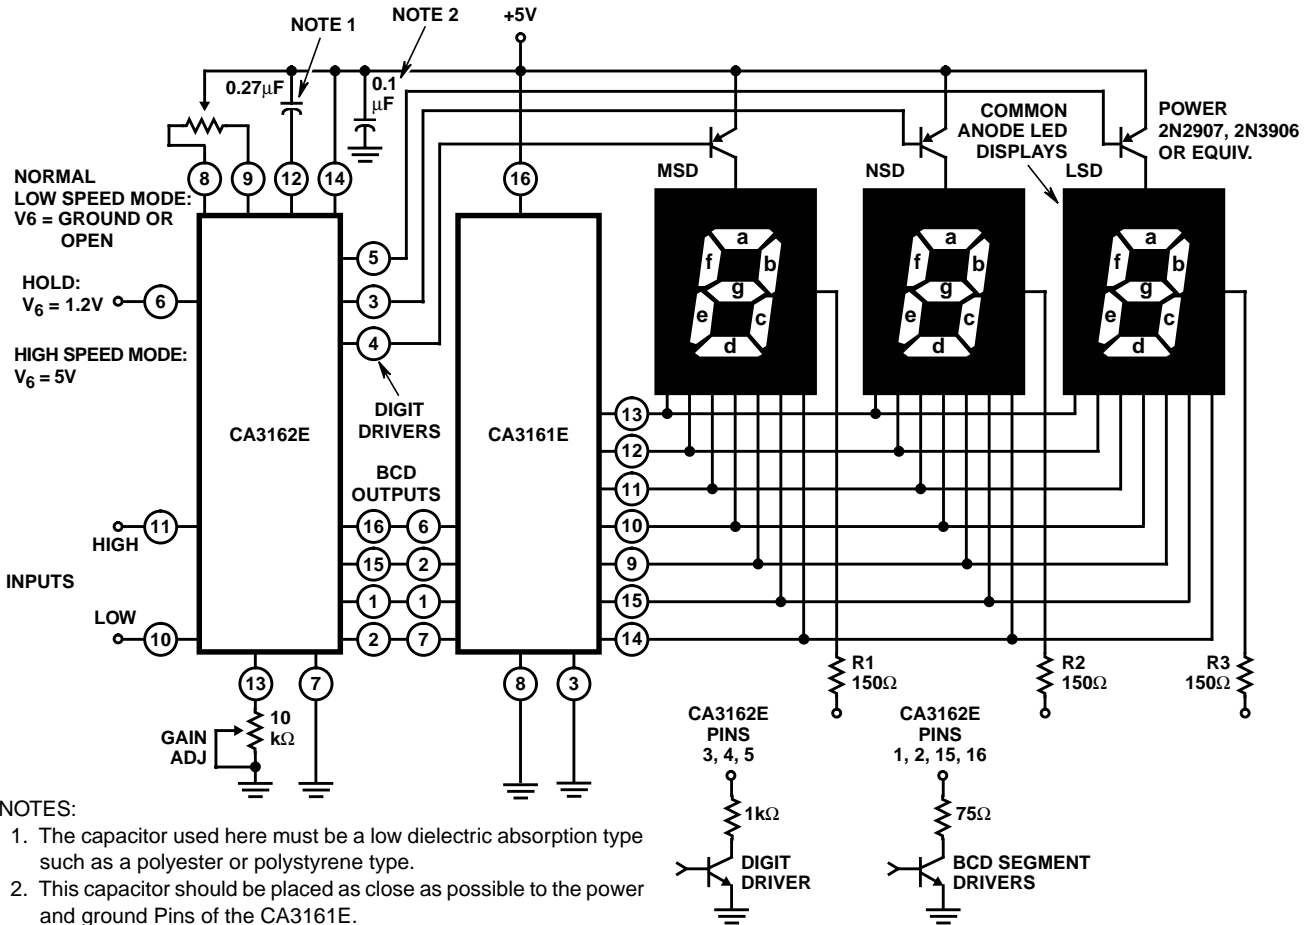 NOTE 1
NOTE 2
+5V
0.27μF
0.1
μF
COMMON
ANODE LED
DISPLAYS
POWER
2N2907, 2N3906
OR EQUIV.
MSD
NSD
LSD
8
9
12
14
16
NORMAL
LOW SPEED MODE:
V6 = GROUND OR
OPEN
HOLD:
V6 = 1.2V
6
HIGH SPEED MODE:
V6 = 5V
5
3
4
DIGIT
DRIVERS
CA3162E
CA3161E
BCD
OUTPUTS
a
f
b
g
e
c
d
a
f
b
g
e
c
d
a
f
b
g
e
c
d
13
12
11
10
9
15
14
11
HIGH
INPUTS
LOW
10
16
6
15
2
1
1
2
7
13
7
8
3
GAIN
ADJ
10
kΩ
R1
150Ω
R2
150Ω
R3
150Ω
CA3162E
PINS
3, 4, 5
1kΩ
DIGIT
DRIVER
CA3162E
PINS
1, 2, 15, 16
75Ω
BCD SEGMENT
DRIVERS
NOTES:
1. The capacitor used here must be a low dielectric absorption type
such as a polyester or polystyrene type.
2. This capacitor should be placed as close as possible to the power
and ground Pins of the CA3161E.